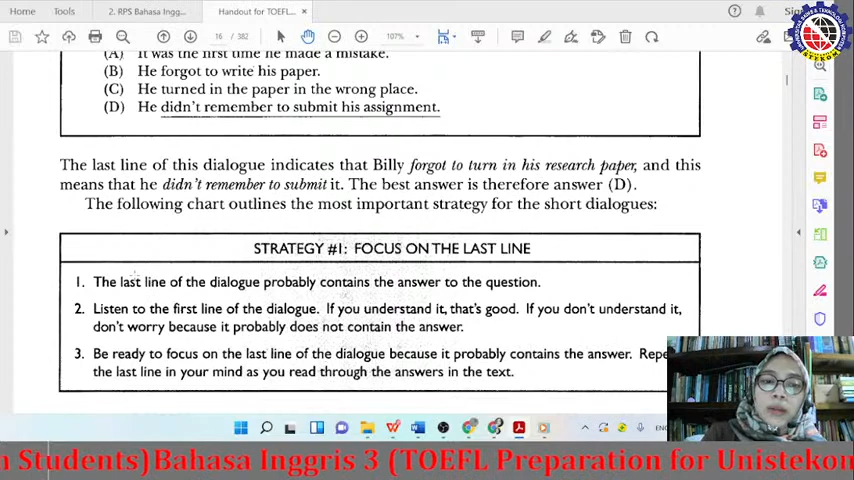 Home
Tools
2. RPS Bahasa Ingg...
Handout for TOEFL...
16 / 382
107%
(A) It was the first time he made a mistake.
(B) He forgot to write his paper.
(C) He turned in the paper in the wrong place.
(D) He didn't remember to submit his assignment.
The last line of this dialogue indicates that Billy forgot to turn in his research paper, and this
means that he didn't remember to submit it. The best answer is therefore answer (D).
The following chart outlines the most important strategy for the short dialogues:
STRATEGY #1: FOCUS ON THE LAST LINE
1. The last line of the dialogue probably contains the answer to the question.
2. Listen to the first line of the dialogue. If you understand it, that's good. If you don't understand it,
don't worry because it probably does not contain the answer.
3. Be ready to focus on the last line of the dialogue because it probably contains the answer. Repe
the last line in your mind as you read through the answers in the text.
n Students)Bahasa Inggris 3 (TOEFL Preparation for Unistekom
STEKOM